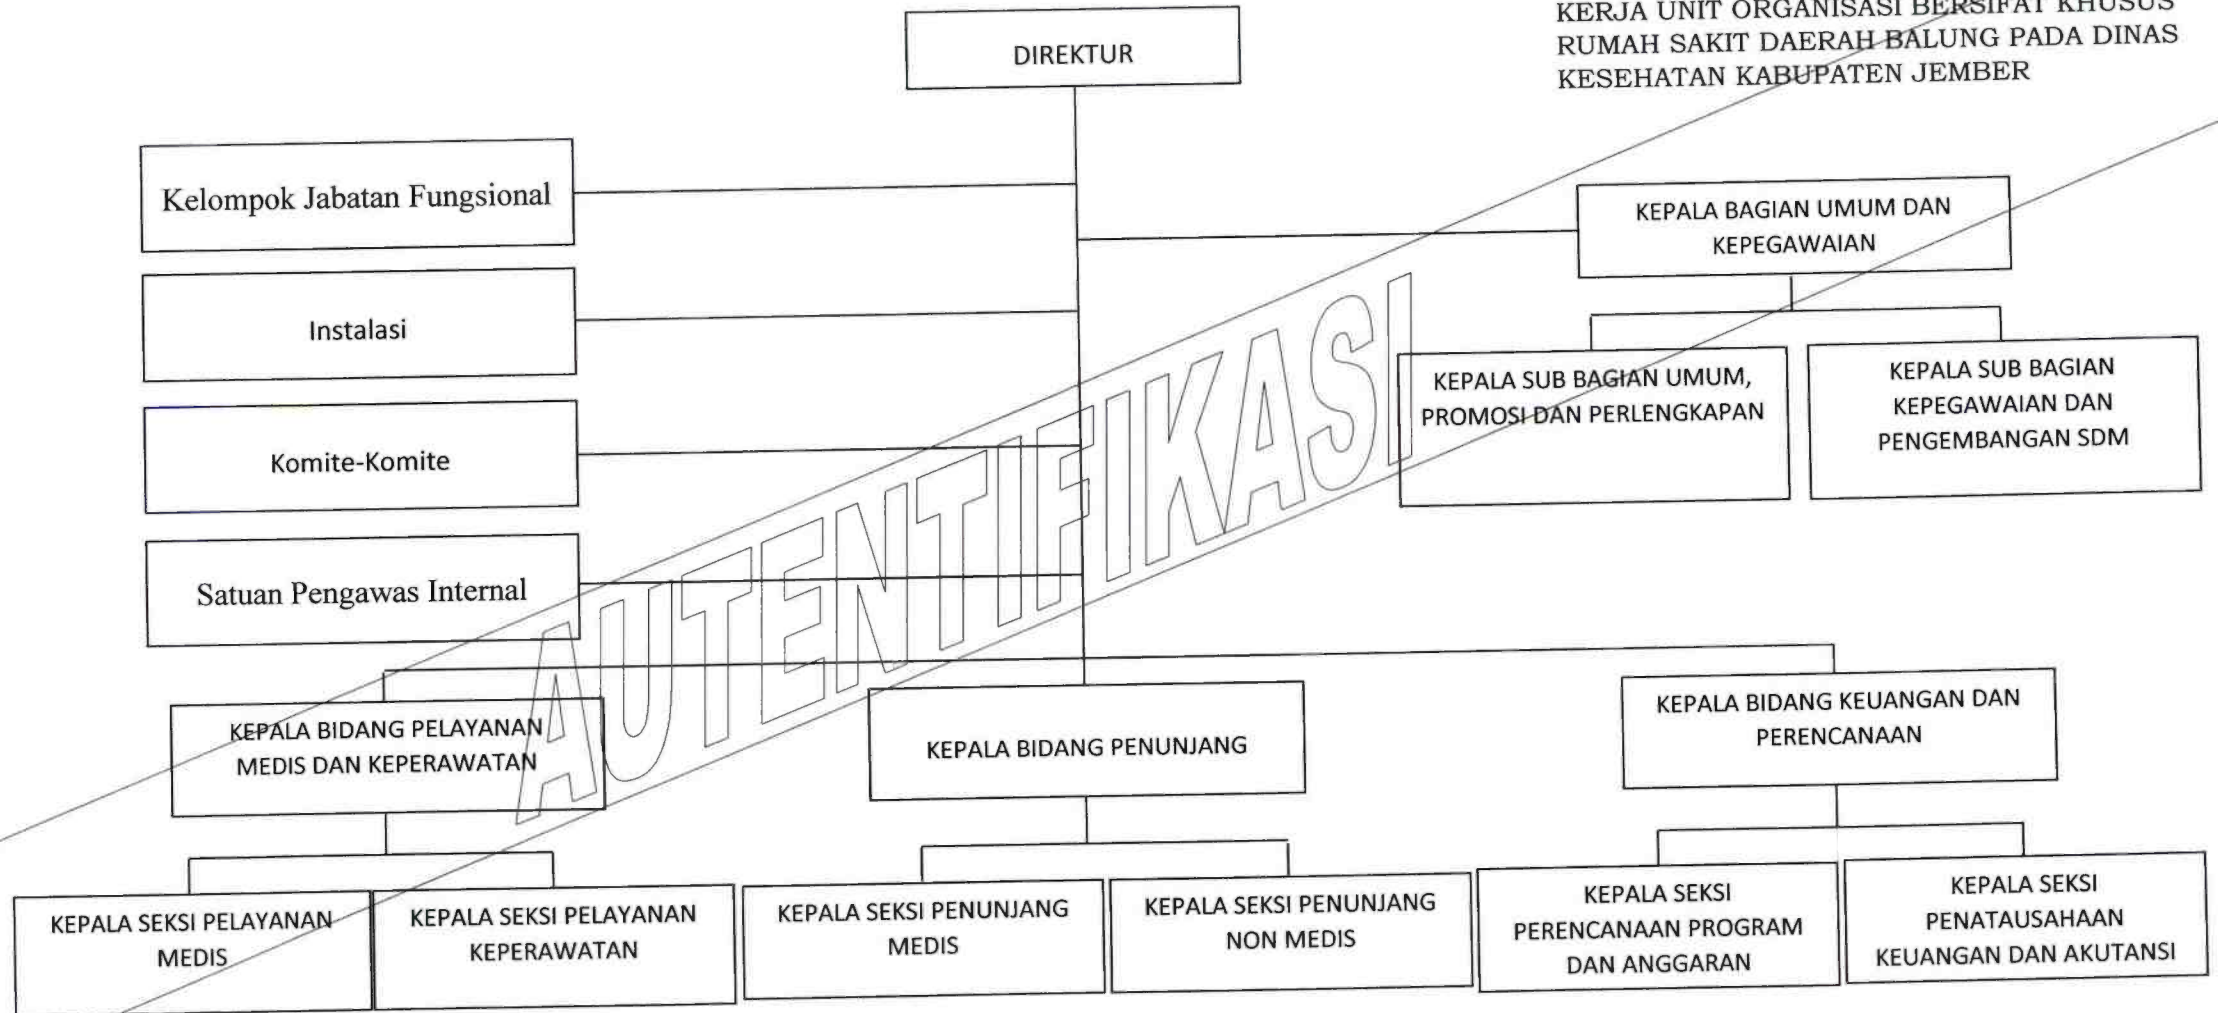 KERJA UNIT ORGANISASI BERSIFAT KHUSUS
RUMAH SAKIT DAERAH BALUNG PADA DINAS
KESEHATAN KABUPATEN JEMBER
DIREKTUR
Kelompok Jabatan Fungsional
KEPALA BAGIAN UMUM DAN
KEPEGAWAIAN
Instalasi
KEPALA SUB BAGIAN UMUM,
PROMOSI DAN PERLENGKAPAN
KEPALA SUB BAGIAN
KEPEGAWAIAN DAN
PENGEMBANGAN SDM
Komite-Komite
Satuan Pengawas Internal
AUTENTIFIKASI
KEPALA BIDANG PELAYANAN
MEDIS DAN KEPERAWATAN
KEPALA BIDANG PENUNJANG
KEPALA BIDANG KEUANGAN DAN
PERENCANAAN
KEPALA SEKSI PELAYANAN
MEDIS
KEPALA SEKSI PELAYANAN
KEPERAWATAN
KEPALA SEKSI PENUNJANG
MEDIS
KEPALA SEKSI PENUNJANG
NON MEDIS
KEPALA SEKSI
PERENCANAAN PROGRAM
DAN ANGGARAN
KEPALA SEKSI
PENATAUSAHAAN
KEUANGAN DAN AKUTANSI